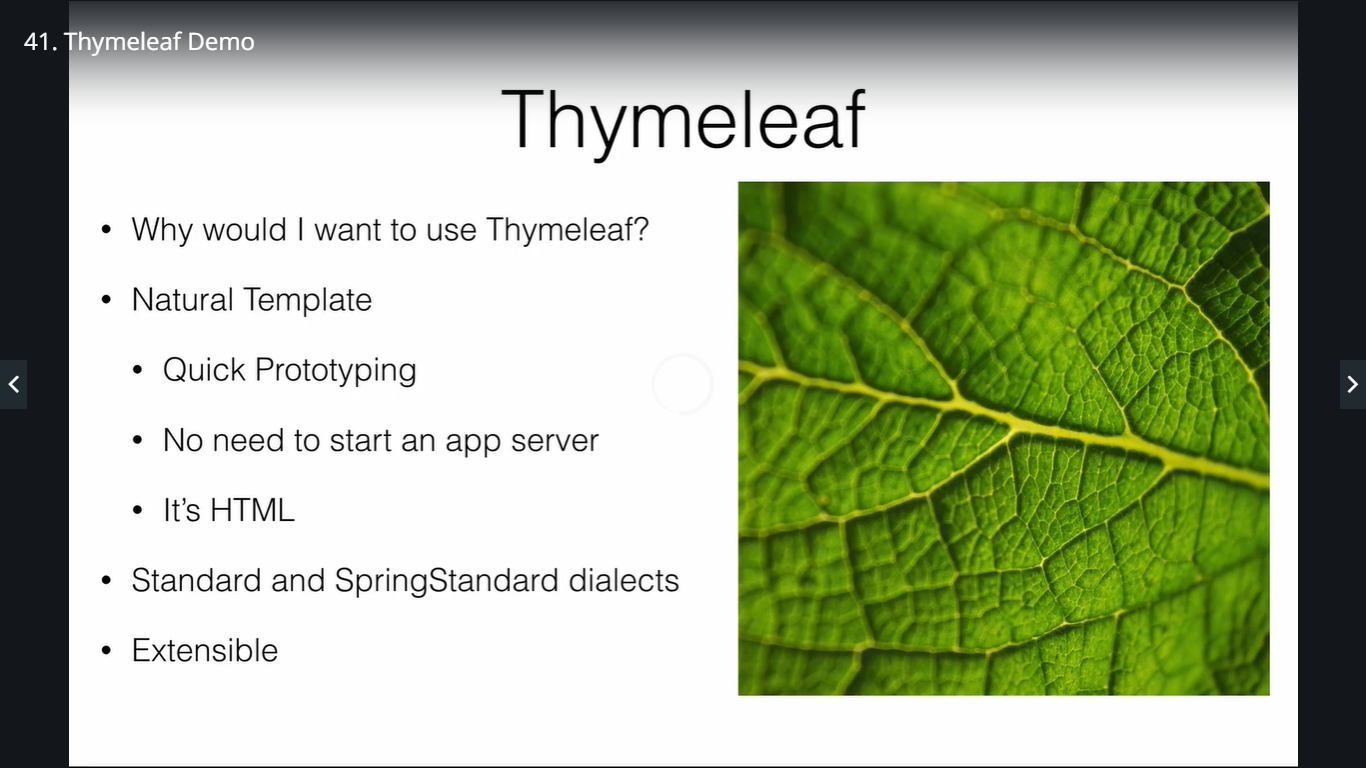 41. Thymeleaf Demo
Thymeleaf
• Why would I want to use Thymeleaf?
• Natural Template
• Quick Prototyping
• No need to start an app server
• It’s HTML
• Standard and SpringStandard dialects
• Extensible